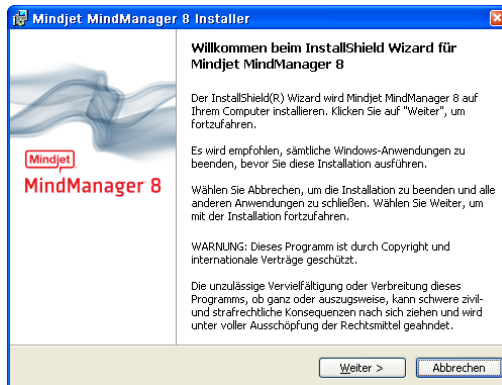 Mindjet MindManager 8 Installer
Willkommen beim InstallShield Wizard für
Mindjet MindManager 8
Der InstallShield(R) Wizard wird Mindjet MindManager 8 auf
Ihrem Computer installieren. Klicken Sie auf "Weiter", um
fortzufahren.
Es wird empfohlen, sämtliche Windows-Anwendungen zu
beenden, bevor Sie diese Installation ausführen.
Mindjet
MindManager 8
Wählen Sie Abbrechen, um die Installation zu beenden und alle
anderen Anwendungen zu schließen. Wählen Sie Weiter, um
mit der Installation fortzufahren.
WARNUNG: Dieses Programm ist durch Copyright und
internationale Verträge geschützt.
Die unzulässige Vervielfältigung oder Verbreitung dieses
Programms, ob ganz oder auszugsweise, kann schwere zivil-
und strafrechtliche Konsequenzen nach sich ziehen und wird
unter voller Ausschöpfung der Rechtsmittel geahndet.
Weiter >
Abbrechen